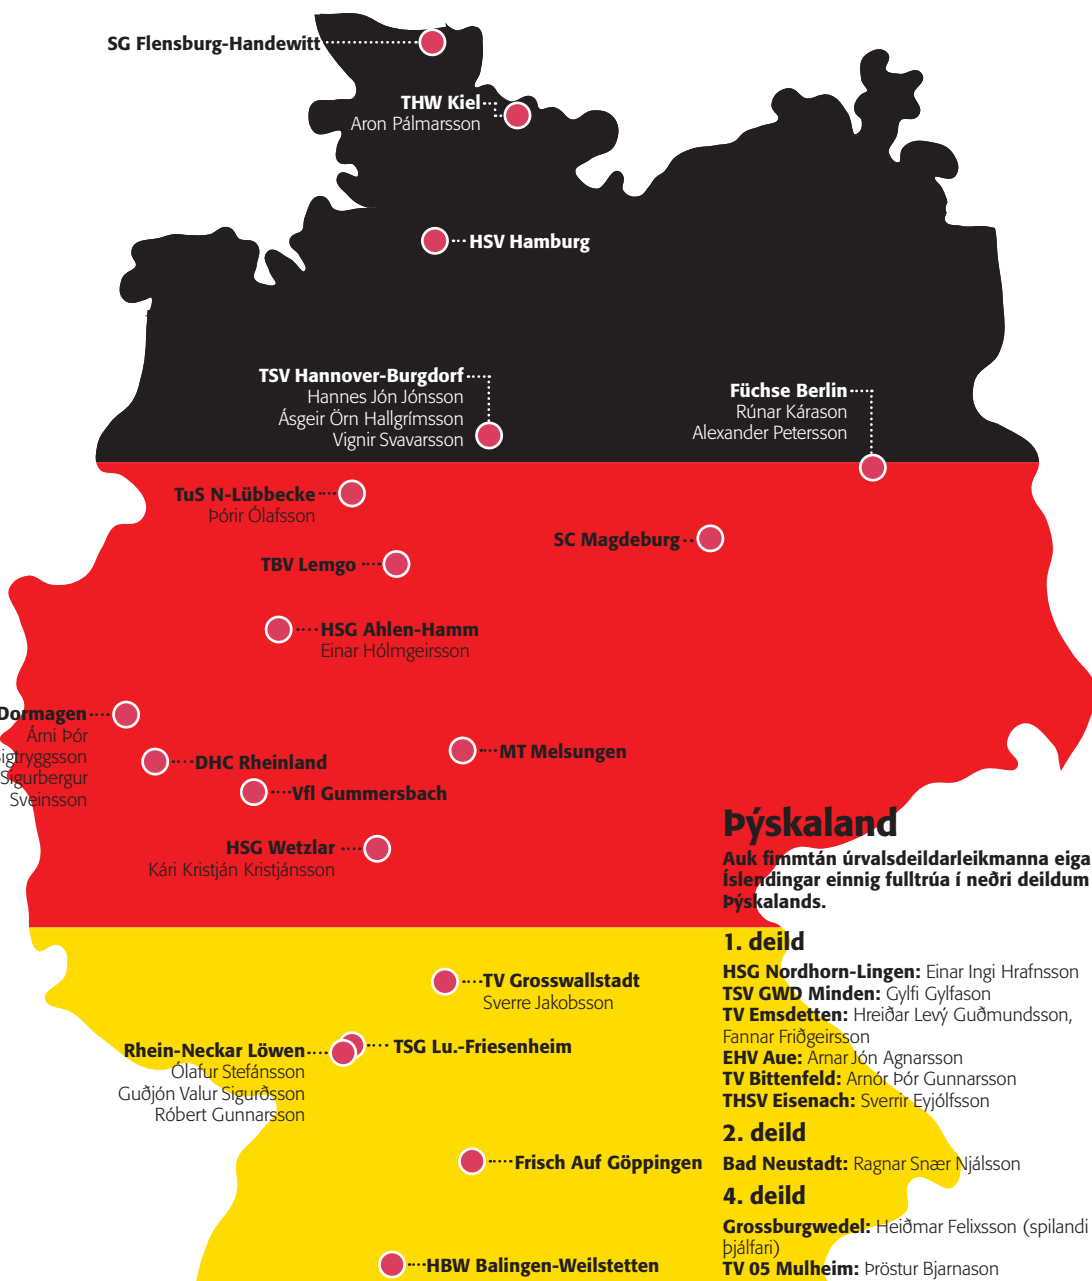 SG Flensburg-Handewitt
THW Kiel
Aron Pálmarsson
HSV Hamburg
TSV Hannover-Burgdorf
Hannes Jón Jónsson
Ásgeir Örn Hallgrímsson
Vignir Svavarsson
Füchse Berlin
Rúnar Kárason
Alexander Petersson
TuS N-Lübbecke
Þórir Ólafsson
SC Magdeburg
TBV Lemgo
HSG Ahlen-Hamm
Einar Hólmgeirsson
Dormagen
Árni Þór
Sigtryggsson
Sigurbergur
Sveinsson
DHC Rheinland
MT Melsungen
Vfl Gummersbach
HSG Wetzlar
Kári Kristján Kristjánsson
TV Grosswallstadt
Sverre Jakobsson
TSG Lu.-Friesenheim
Rhein-Neckar Löwen
Ólafur Stefánsson
Guðjón Valur Sigurðsson
Róbert Gunnarsson
Frisch Auf Göppingen
HBW Balingen-Weilstetten
Þýskaland
Auk fimmtán úrvalsdeildarleikmanna eiga
Íslendingar einnig fulltrúa í neðri deildum
Þýskalands.
1. deild
HSG Nordhorn-Lingen: Einar Ingi Hrafnsson
TSV GWD Minden: Gylfi Gylfason
TV Emsdetten: Hreiðar Levý Guðmundsson,
Fannar Friðgeirsson
EHV Aue: Arnar Jón Agnarsson
TV Bittenfeld: Arnór Þór Gunnarsson
THSV Eisenach: Sverrir Eyjólfsson
2. deild
Bad Neustadt: Ragnar Snær Njálsson
4. deild
Grossburgwedel: Heiðmar Felixsson (spilandi
þjálfari)
TV 05 Mulheim: Þröstur Bjarnason